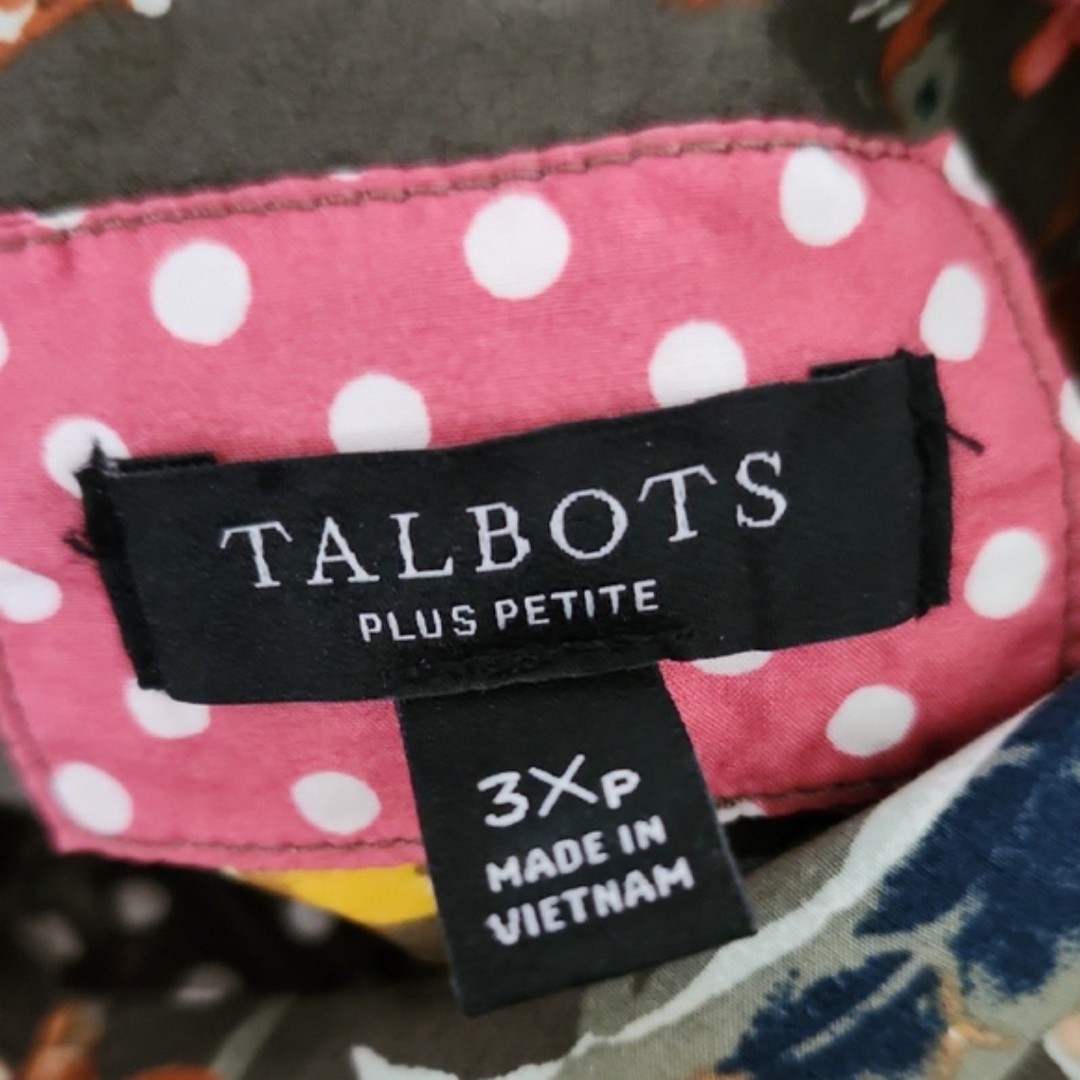 TALBOTS
PLUS PETITE
3XP
MADE IN
VIETNAM